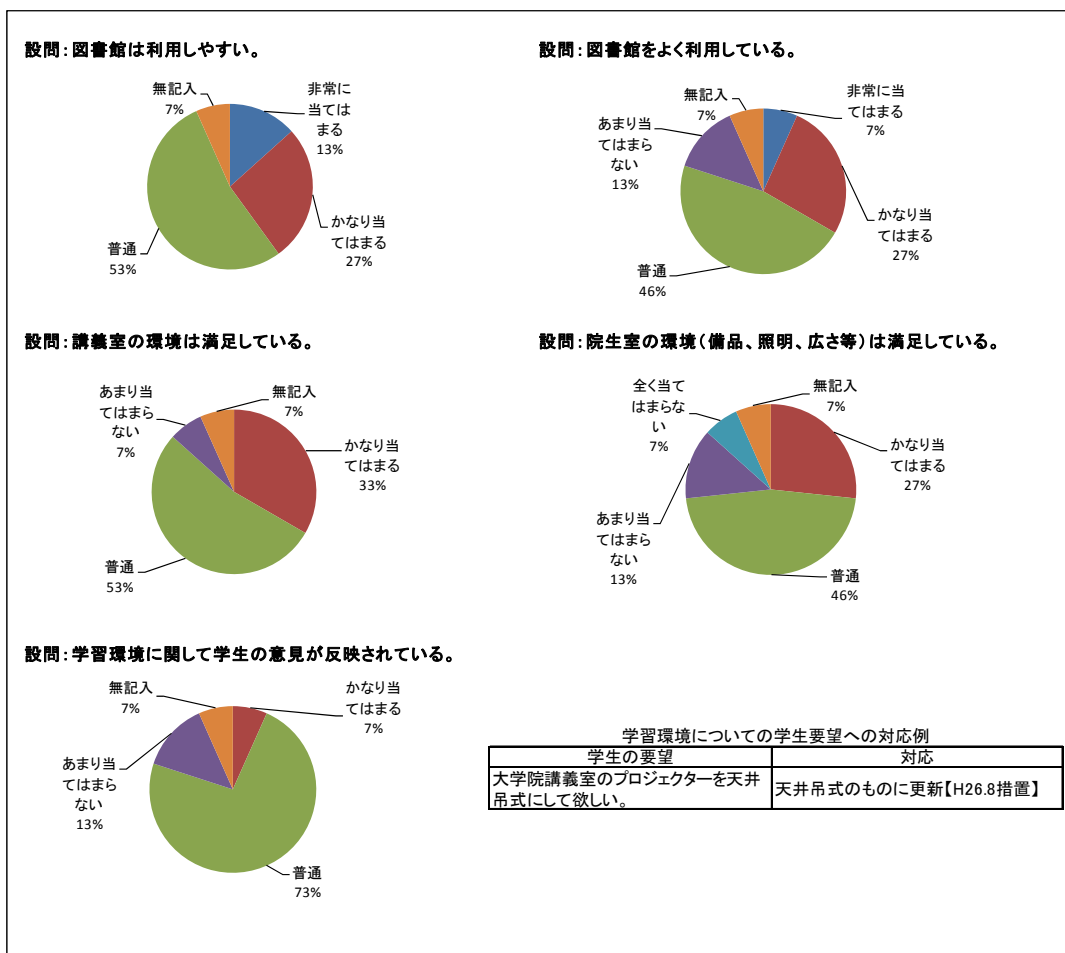 設問：図書館は利用しやすい。
無記入
7%
非常に
当ては
まる
13%
かなり当
てはまる
27%
普通
53%
設問：図書館をよく利用している。
無記入
7%
非常に当
てはまる
7%
あまり当
てはまら
ない
13%
かなり当
てはまる
27%
普通
46%
設問：講義室の環境は満足している。
あまり当
てはまら
ない
7%
無記入
7%
かなり当
てはまる
33%
普通
53%
設問：院生室の環境（備品、照明、広さ等）は満足している。
全く当て
はまらな
い
7%
無記入
7%
かなり当
てはまる
27%
あまり当
てはまら
ない
13%
普通
46%
設問：学習環境に関して学生の意見が反映されている。
無記入
7%
かなり当
てはまる
7%
あまり当
てはまら
ない
13%
普通
73%
学習環境についての学生要望への対応例
学生の要望 対応
大学院講義室のプロジェクターを天井
吊式にして欲しい。
天井吊式のものに更新【H26.8措置】